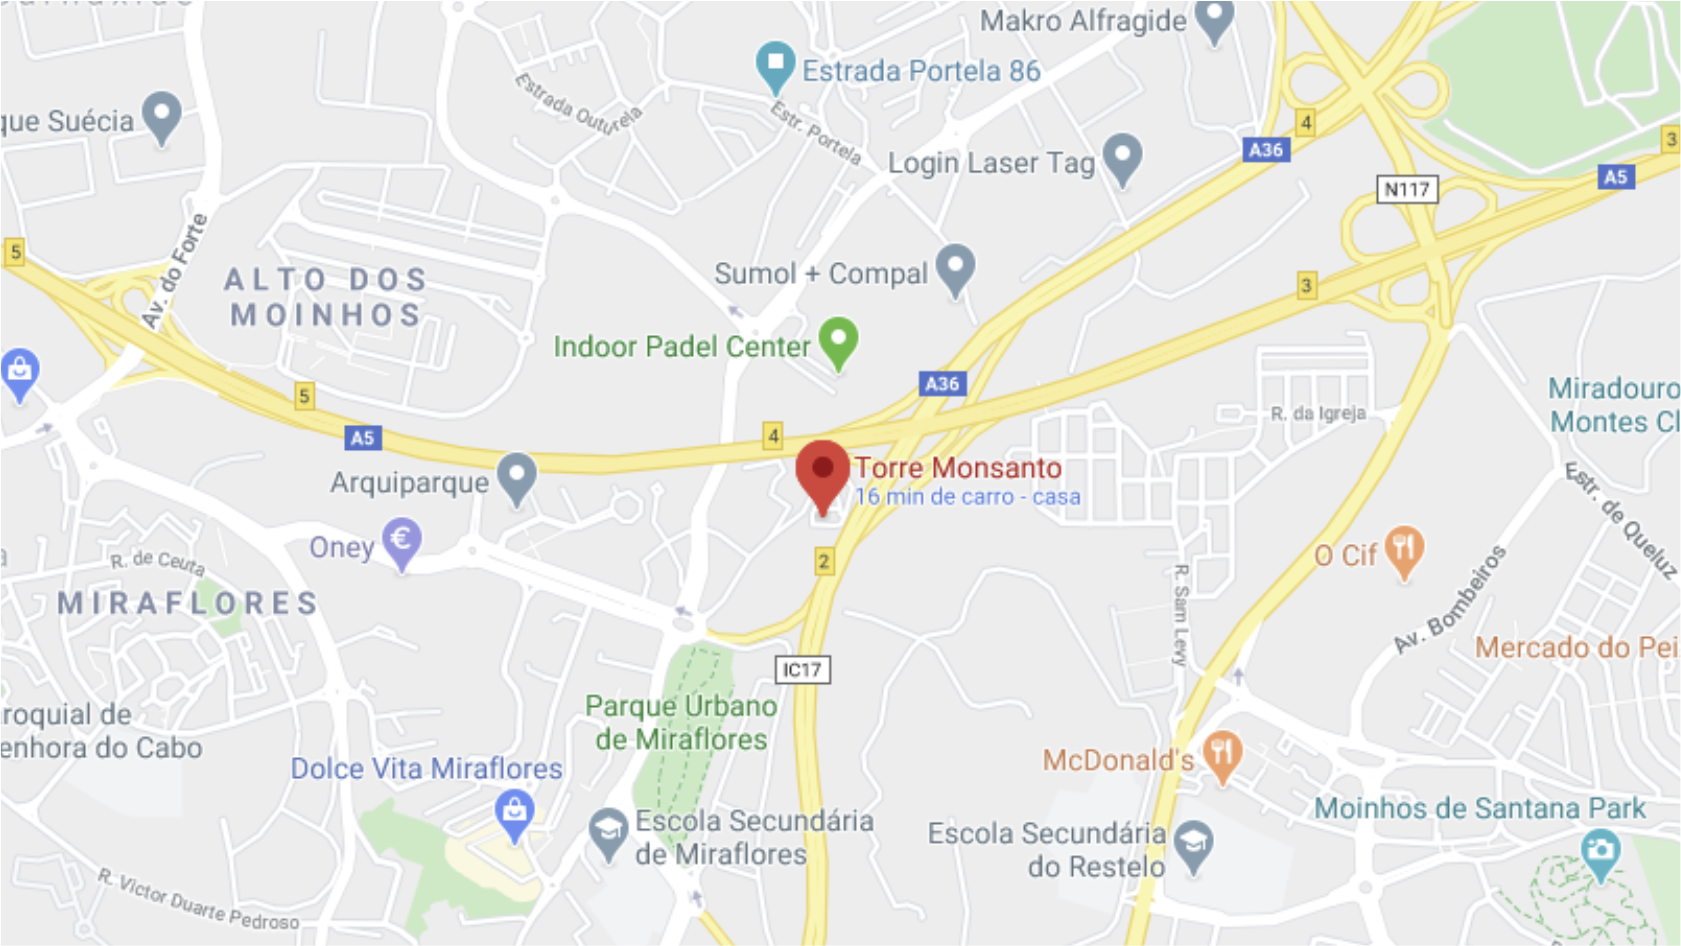 Makro Alfragide
Estrada Portela 86
Estrada Outurela
Estr. Portela
que Suécia
4
A36
3
Login Laser Tag
A5
N117
Av. do Forte
5
ALTO DOS
MOINHOS
Sumol + Compal
3
Indoor Padel Center
A36
5
Miradouro
Montes Cl
R. da Igreja
A5
4
Arquiparque
Torre Monsanto
16 min de carro - casa
Estr. de Queluz
Oney
€
2
O Cif
R. de Ceuta
MIRAFLORES
R. Sam Levy
Av. Bombeiros
Mercado do Pei
IC17
roquial de
enhora do Cabo
Parque Urbano
de Miraflores
Dolce Vita Miraflores
McDonald's
Moinhos de Santana Park
Escola Secundária
de Miraflores
Escola Secundária
do Restelo
R. Victor Duarte Pedroso